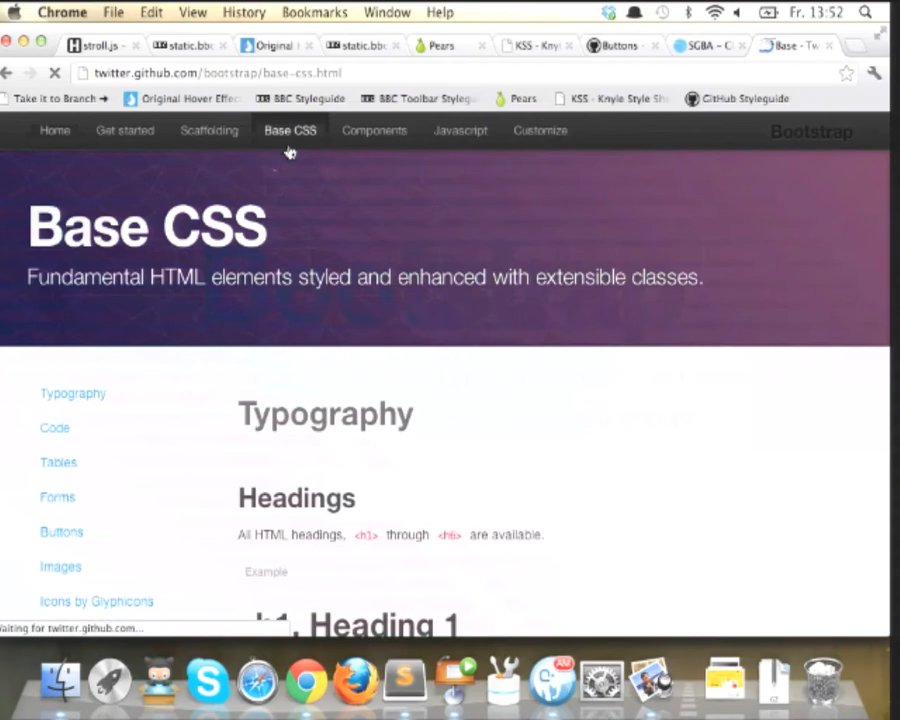 Chrome File Edit View History Bookmarks Window Help Fr. 13:52
stroll.js - static.bbc Original static.bbc Pears KSS - Knyl Buttons - SGBA - C Base - Tw
twitter.github.com/bootstrap/base-css.html
Take it to Branch → Original Hover Effec BBC Styleguide BBC Toolbar Styleg Pears KSS - Knyle Style Sh GitHub Styleguide
Home Get started Scaffolding Base CSS Components Javascript Customize Bootstrap
Base CSS
Fundamental HTML elements styled and enhanced with extensible classes.
Typography
Typography
Code
Tables
Headings
Forms
All HTML headings, <h1> through <h6> are available.
Buttons
Images
Example
Icons by Glyphicons
h1. Heading 1
Waiting for twitter.github.com...